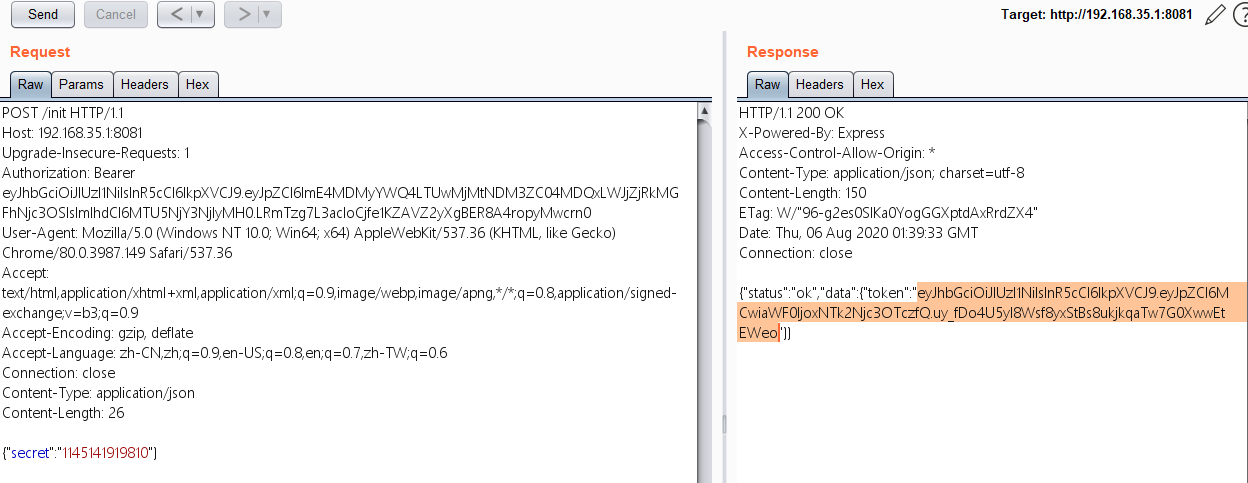 Send
Cancel
<
>
Target: http://192.168.35.1:8081
?
Request
Response
Raw
Params
Headers
Hex
Raw
Headers
Hex
POST /init HTTP/1.1
Host: 192.168.35.1:8081
Upgrade-Insecure-Requests: 1
Authorization: Bearer
eyJhbGciOiJIUzI1NiIsInR5cCI6IkpXVCJ9.eyJpZCI6ImE4MDMyYWQ4LTUwMjMtNDM3ZC04MDQxLWJjZjRkMG
FhNjc3OSIsImlhdCI6MTU5NjY3NjIyMH0.LRmTzg7L3acIoCjfe1KZAVZ2yXgBER8A4ropyMwcrn0
User-Agent: Mozilla/5.0 (Windows NT 10.0; Win64; x64) AppleWebKit/537.36 (KHTML, like Gecko)
Chrome/80.0.3987.149 Safari/537.36
Accept:
text/html,application/xhtml+xml,application/xml;q=0.9,image/webp,image/apng,*/*;q=0.8,application/signed-
exchange;v=b3;q=0.9
Accept-Encoding: gzip, deflate
Accept-Language: zh-CN,zh;q=0.9,en-US;q=0.8,en;q=0.7,zh-TW;q=0.6
Connection: close
Content-Type: application/json
Content-Length: 26
{"secret":"1145141919810"}
HTTP/1.1 200 OK
X-Powered-By: Express
Access-Control-Allow-Origin: *
Content-Type: application/json; charset=utf-8
Content-Length: 150
ETag: W/"96-g2es0SIKa0YogGGXptdAxRrdZX4"
Date: Thu, 06 Aug 2020 01:39:33 GMT
Connection: close
{"status":"ok","data":{"token":"eyJhbGciOiJIUzI1NiIsInR5cCI6IkpXVCJ9.eyJpZCI6M
CwiaWF0IjoxNTk2Njc3OTczfQ.uy_fDo4U5yI8Wsf8yxStBs8ukjkqaTw7G0XwwEt
EWeo"}}